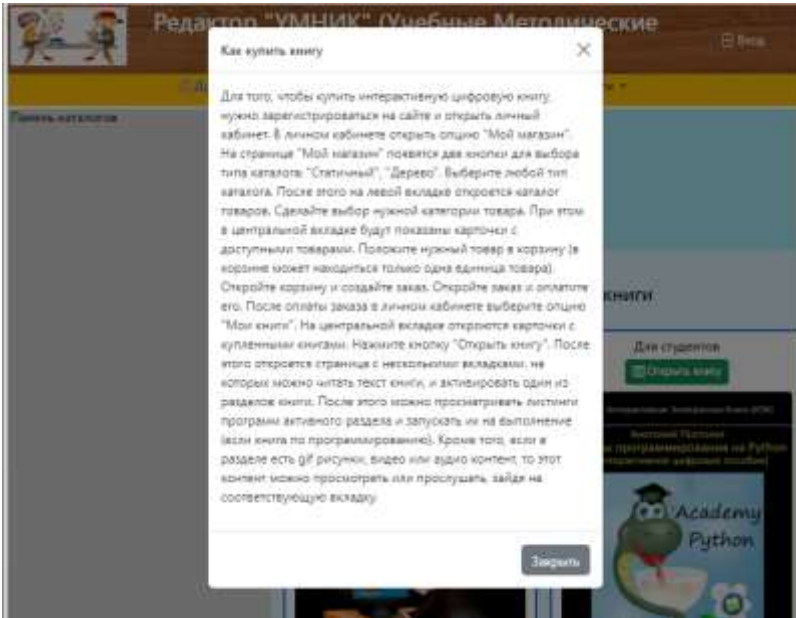 Редактор "УМНИК" (Учебные Методические
ские
Вход
Как купить книгу
Панель каталогов
Для того, чтобы купить интерактивную цифровую книгу,
нужно зарегистрироваться на сайте и открыть личный
кабинет. В личном кабинете открыть опцию "Мой магазин".
На странице "Мой магазин" появятся две кнопки для выбора
типа каталога: "Статичный", "Дерево". Выберите любой тип
каталога. После этого на левой вкладке откроется каталог
товаров. Сделайте выбор нужной категории товара. При этом
в центральной вкладке будут показаны карточки с
доступными товарами. Положите нужный товар в корзину (в
корзине может находиться только одна единица товара).
Откройте корзину и создайте заказ. Откройте заказ и оплатите
его. После оплаты заказа в личном кабинете выберите опцию
"Мои книги". На центральной вкладке откроются карточки с
купленными книгами. Нажмите кнопку "Открыть книгу". После
этого откроется страница с несколькими вкладками, на
которых можно читать текст книги, и активировать один из
разделов книги. После этого можно просматривать листинги
программ активного раздела и запускать их на выполнение
(если книга по программированию). Кроме того, если в
разделе есть gif рисунки, видео или аудио контент, то этот
контент можно просмотреть или прослушать, зайдя на
соответствующую вкладку.
Закрыть
книги
Для студентов
Открыть книгу
программирования на Python
Academy
Python